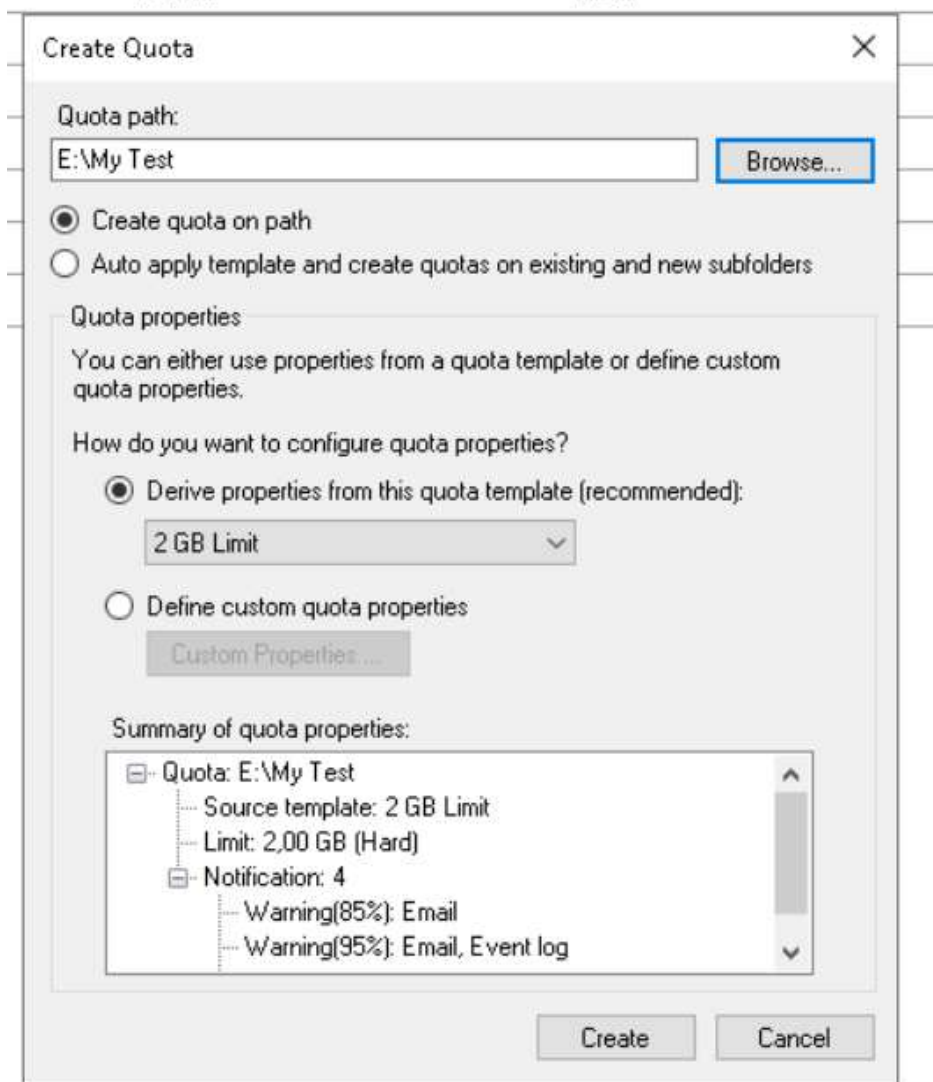 Create Quota
Quota path:
E:\My Test
Browse...
Create quota on path
Auto apply template and create quotas on existing and new subfolders
Quota properties
You can either use properties from a quota template or define custom
quota properties.
How do you want to configure quota properties?
Derive properties from this quota template (recommended):
2 GB Limit
Define custom quota properties
Custom Properties....
Summary of quota properties:
Quota: E:\My Test
Source template: 2 GB Limit
Limit: 2,00 GB (Hard)
Notification: 4
Warning(85%): Email
Warning(95%): Email, Event log
Create
Cancel